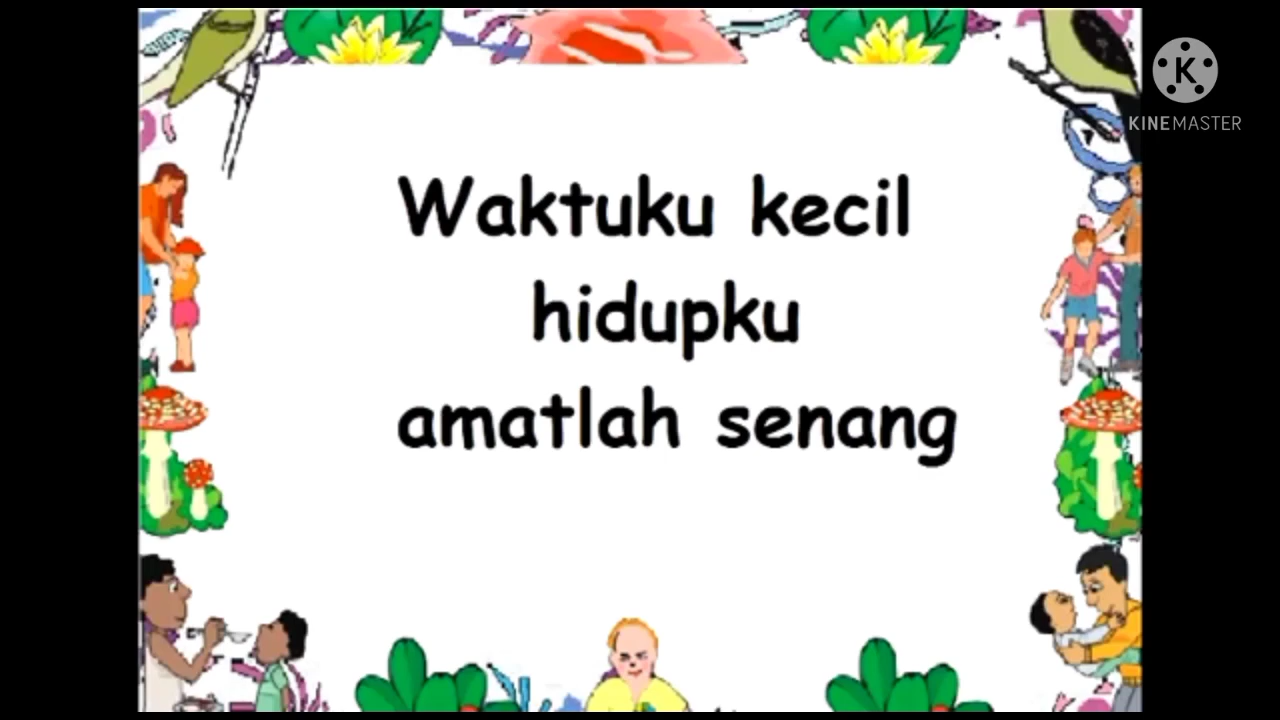 Waktuku kecil
hidupku
amatlah senang
K
KINEMASTER